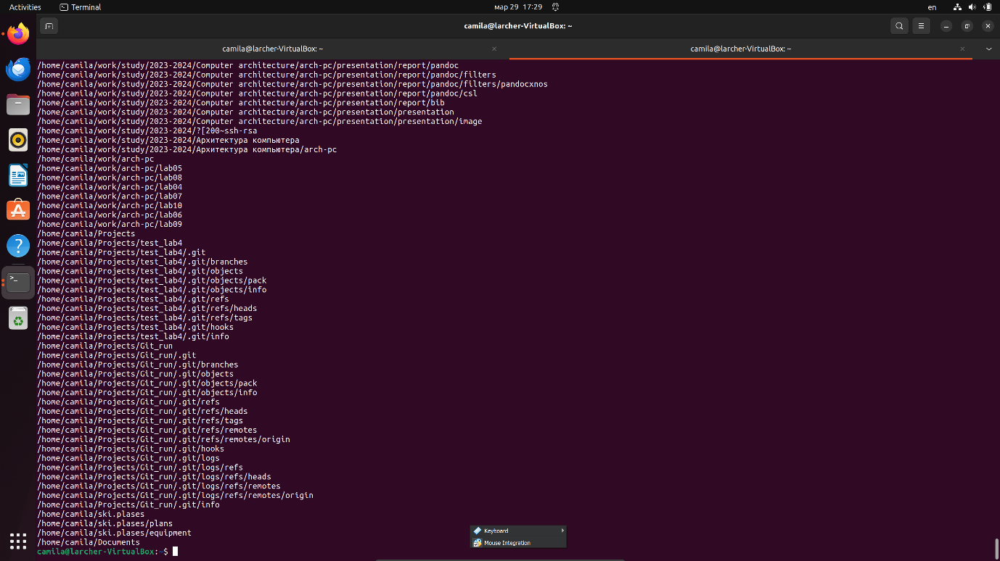 Activities Terminal мар 29 17:29 en
camila@larcher-VirtualBox: ~
camila@larcher-VirtualBox: ~ camila@larcher-VirtualBox: ~
/home/camila/work/study/2023-2024/Computer architecture/arch-pc/presentation/report/pandoc
/home/camila/work/study/2023-2024/Computer architecture/arch-pc/presentation/report/pandoc/filters
/home/camila/work/study/2023-2024/Computer architecture/arch-pc/presentation/report/pandoc/filters/pandocxnos
/home/camila/work/study/2023-2024/Computer architecture/arch-pc/presentation/report/pandoc/csl
/home/camila/work/study/2023-2024/Computer architecture/arch-pc/presentation/report/bib
/home/camila/work/study/2023-2024/Computer architecture/arch-pc/presentation/presentation
/home/camila/work/study/2023-2024/Computer architecture/arch-pc/presentation/presentation/image
/home/camila/work/study/2023-2024/?[200~ssh-rsa
/home/camila/work/study/2023-2024/Архитектура компьютера
/home/camila/work/study/2023-2024/Архитектура компьютера/arch-pc
/home/camila/work/arch-pc
/home/camila/work/arch-pc/lab05
/home/camila/work/arch-pc/lab08
/home/camila/work/arch-pc/lab04
/home/camila/work/arch-pc/lab07
/home/camila/work/arch-pc/lab10
/home/camila/work/arch-pc/lab06
/home/camila/work/arch-pc/lab09
/home/camila/Projects
/home/camila/Projects/test_lab4
/home/camila/Projects/test_lab4/.git
/home/camila/Projects/test_lab4/.git/branches
/home/camila/Projects/test_lab4/.git/objects
/home/camila/Projects/test_lab4/.git/objects/pack
/home/camila/Projects/test_lab4/.git/objects/info
/home/camila/Projects/test_lab4/.git/refs
/home/camila/Projects/test_lab4/.git/refs/heads
/home/camila/Projects/test_lab4/.git/refs/tags
/home/camila/Projects/test_lab4/.git/hooks
/home/camila/Projects/test_lab4/.git/info
/home/camila/Projects/Git_run
/home/camila/Projects/Git_run/.git
/home/camila/Projects/Git_run/.git/branches
/home/camila/Projects/Git_run/.git/objects
/home/camila/Projects/Git_run/.git/objects/pack
/home/camila/Projects/Git_run/.git/objects/info
/home/camila/Projects/Git_run/.git/refs
/home/camila/Projects/Git_run/.git/refs/heads
/home/camila/Projects/Git_run/.git/refs/tags
/home/camila/Projects/Git_run/.git/refs/remotes
/home/camila/Projects/Git_run/.git/refs/remotes/origin
/home/camila/Projects/Git_run/.git/hooks
/home/camila/Projects/Git_run/.git/logs
/home/camila/Projects/Git_run/.git/logs/refs
/home/camila/Projects/Git_run/.git/logs/refs/heads
/home/camila/Projects/Git_run/.git/logs/refs/remotes
/home/camila/Projects/Git_run/.git/logs/refs/remotes/origin
/home/camila/Projects/Git_run/.git/info
/home/camila/ski.plases
/home/camila/ski.plases/plans
/home/camila/ski.plases/equipment
/home/camila/Documents
camila@larcher-VirtualBox:~$
Keyboard
Mouse Integration